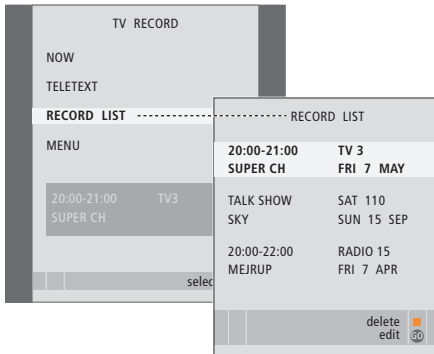 TV RECORD
NOW
TELETEXT
RECORD LIST
MENU
20:00-21:00 TV3
SUPER CH
RECORD LIST
20:00-21:00 TV 3
SUPER CH FRI 7 MAY
TALK SHOW SAT 110
SKY SUN 15 SEP
20:00-22:00 RADIO 15
MEJRUP FRI 7 APR
delete
edit GO